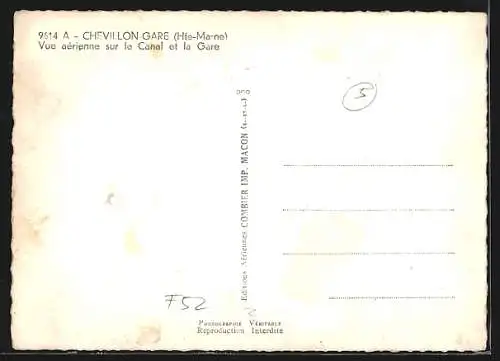 9614 A - CHEVILLON-GARE (Hte-Marne)
Vue aérienne sur le Canal et la Gare
5
Editions Aériennes COMBIER IMP. MACON (S.-et-L.)
F52
PHOTOGRAPHIE VÉRITABLE
Reproduction Interdite